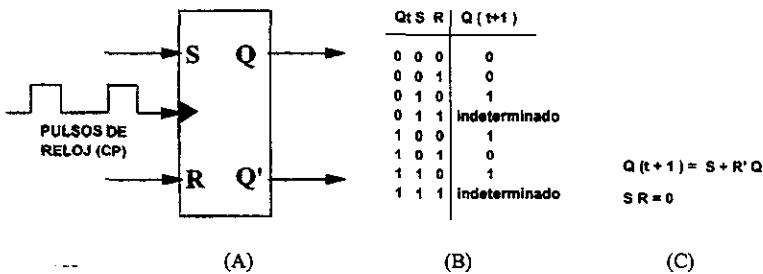 S Q
PULSOS DE
RELOJ (CP)
R Q'
(A)
Qt S R Q ( t+1 )
0 0 0 0
0 0 1 0
0 1 0 1
0 1 1 indeterminado
1 0 0 1
1 0 1 0
1 1 0 1
1 1 1 indeterminado
(B)
Q (t + 1 ) = S + R' Q
S R = 0
(C)